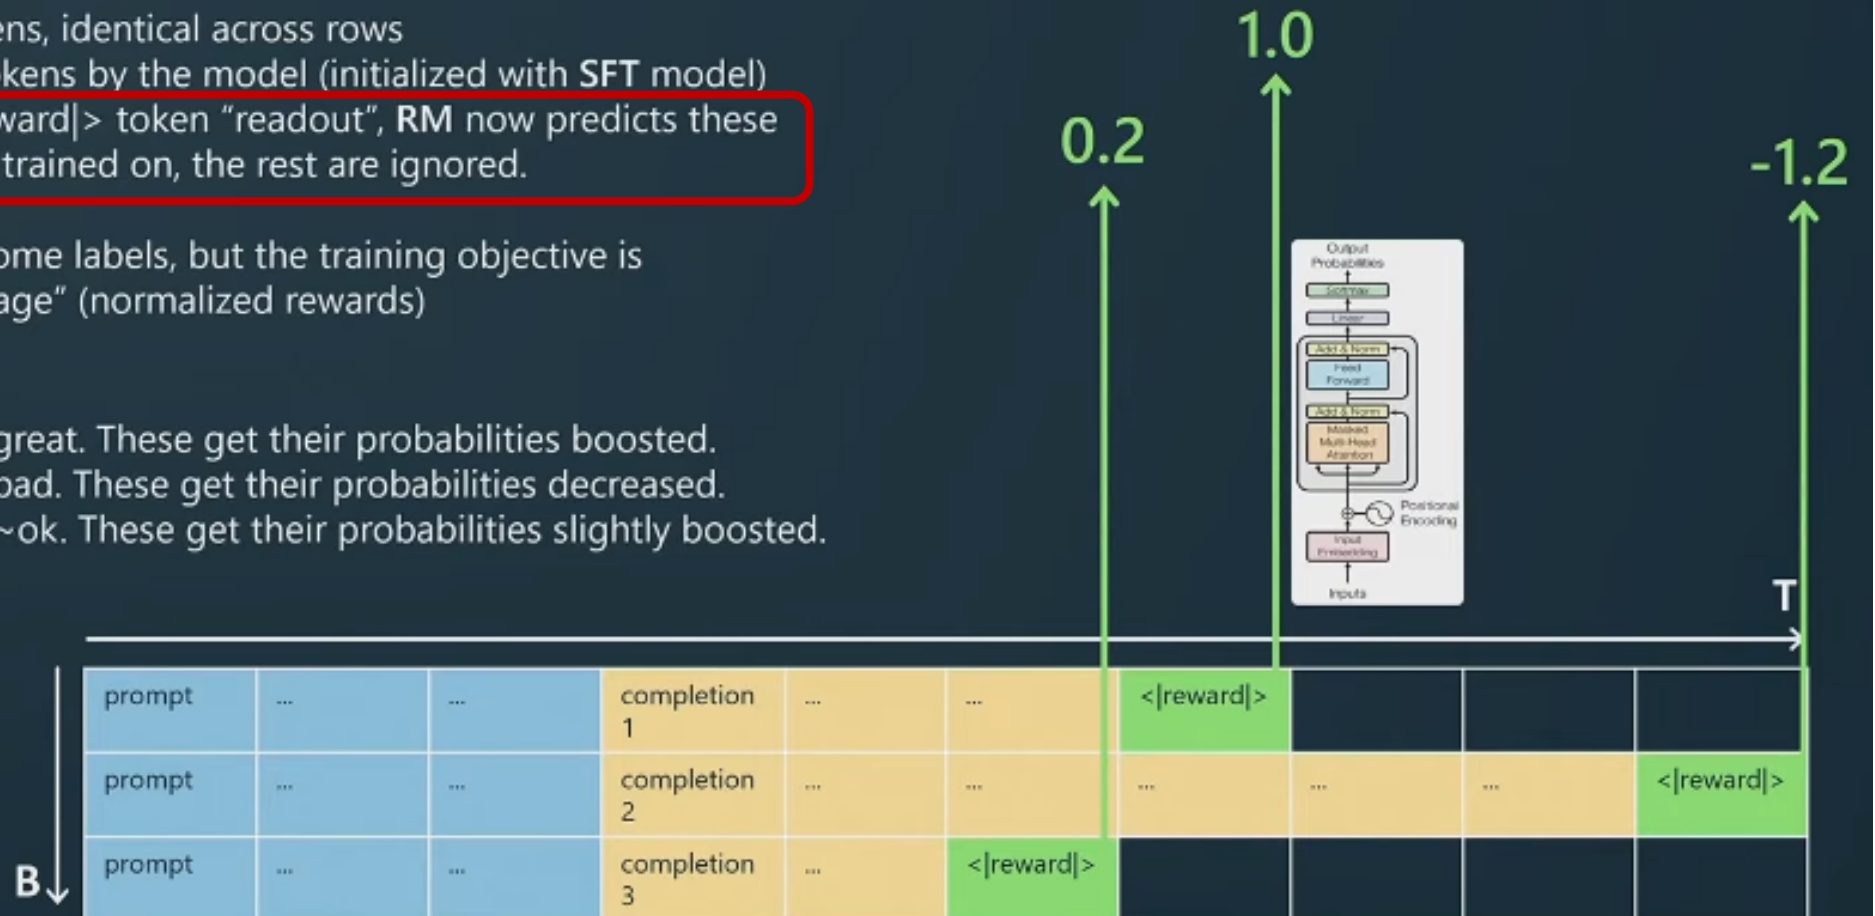 ens, identical across rows
kens by the model (initialized with SFT model)
ward|> token “readout”, RM now predicts these
trained on, the rest are ignored.
ome labels, but the training objective is
age” (normalized rewards)
great. These get their probabilities boosted.
bad. These get their probabilities decreased.
~ok. These get their probabilities slightly boosted.
1.0
0.2
-1.2
Output
Probabilities
Softmax
Linear
Add & Norm
Feed
Forward
Add & Norm
Masked
Multi-Head
Attention
Positional
Encoding
Input
Embedding
Inputs
T
B
prompt ... ... completion 1 ... ... <|reward|>
prompt ... ... completion 2 ... ... ... ... ... <|reward|>
prompt ... ... completion 3 ... <|reward|>